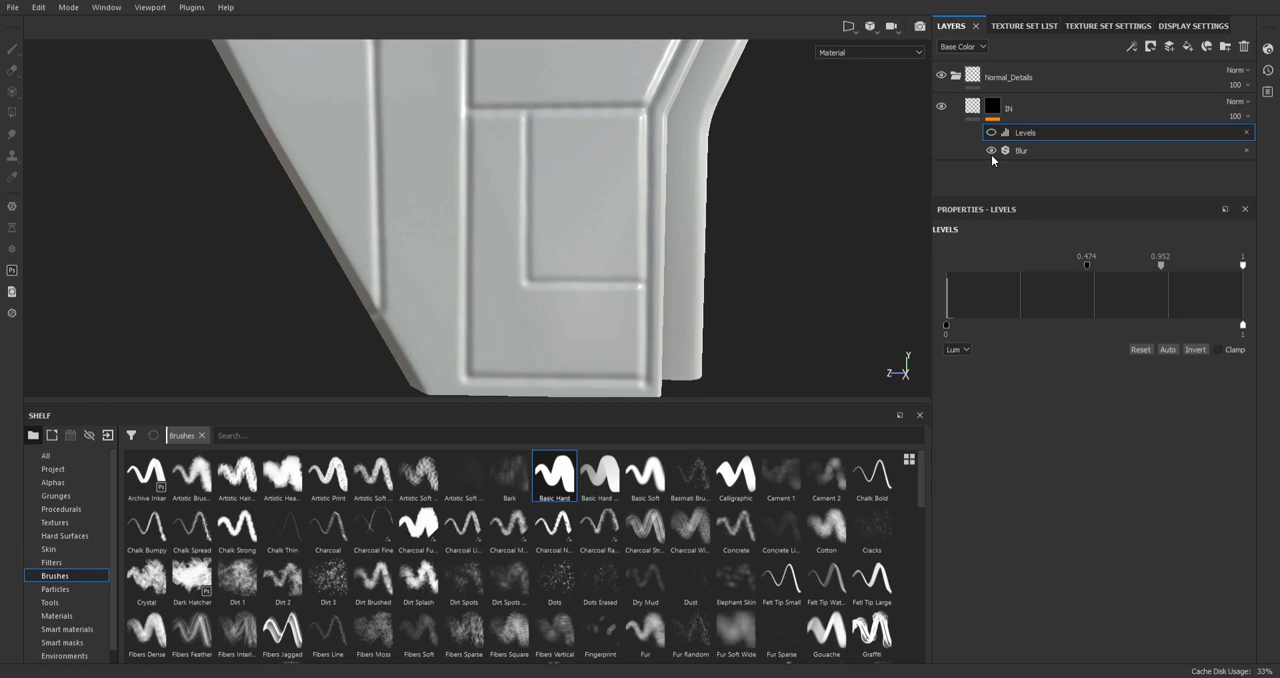 File Edit Mode Window Viewport Plugins Help
LAYERS × TEXTURE SET LIST TEXTURE SET SETTINGS DISPLAY SETTINGS
Material
Base Color
Normal_Details Norm 100
IN Norm 100
Levels ×
Blur ×
PROPERTIES - LEVELS
LEVELS
0.474 0.952 1
0 1
Lum Reset Auto Invert Clamp
Y
Z X
SHELF
Brushes × Search...
All
Project
Alphas
Grunges
Procedurals
Textures
Hard Surfaces
Skin
Filters
Brushes
Particles
Tools
Materials
Smart materials
Smart masks
Environments
Archive Inker Artistic Brus... Artistic Hair... Artistic Hea... Artistic Print Artistic Soft ... Artistic Soft ... Artistic Soft ... Bark Basic Hard Basic Hard ... Basic Soft Basmati Bru... Calligraphic Cement 1 Cement 2 Chalk Bold
Chalk Bumpy Chalk Spread Chalk Strong Chalk Thin Charcoal Charcoal Fine Charcoal Fu... Charcoal Li... Charcoal M... Charcoal N... Charcoal Ra... Charcoal Str... Charcoal Wi... Concrete Concrete Li... Cotton Cracks
Crystal Dark Hatcher Dirt 1 Dirt 2 Dirt 3 Dirt Brushed Dirt Splash Dirt Spots Dirt Spots ... Dots Dots Erased Dry Mud Dust Elephant Skin Felt Tip Small Felt Tip Wat... Felt Tip Large
Fibers Dense Fibers Feather Fibers Interl... Fibers Jagged Fibers Line Fibers Moss Fibers Soft Fibers Sparse Fibers Square Fibers Vertical Fingerprint Fur Fur Random Fur Soft Wide Fur Sparse Gouache Graffiti
Cache Disk Usage: 33%